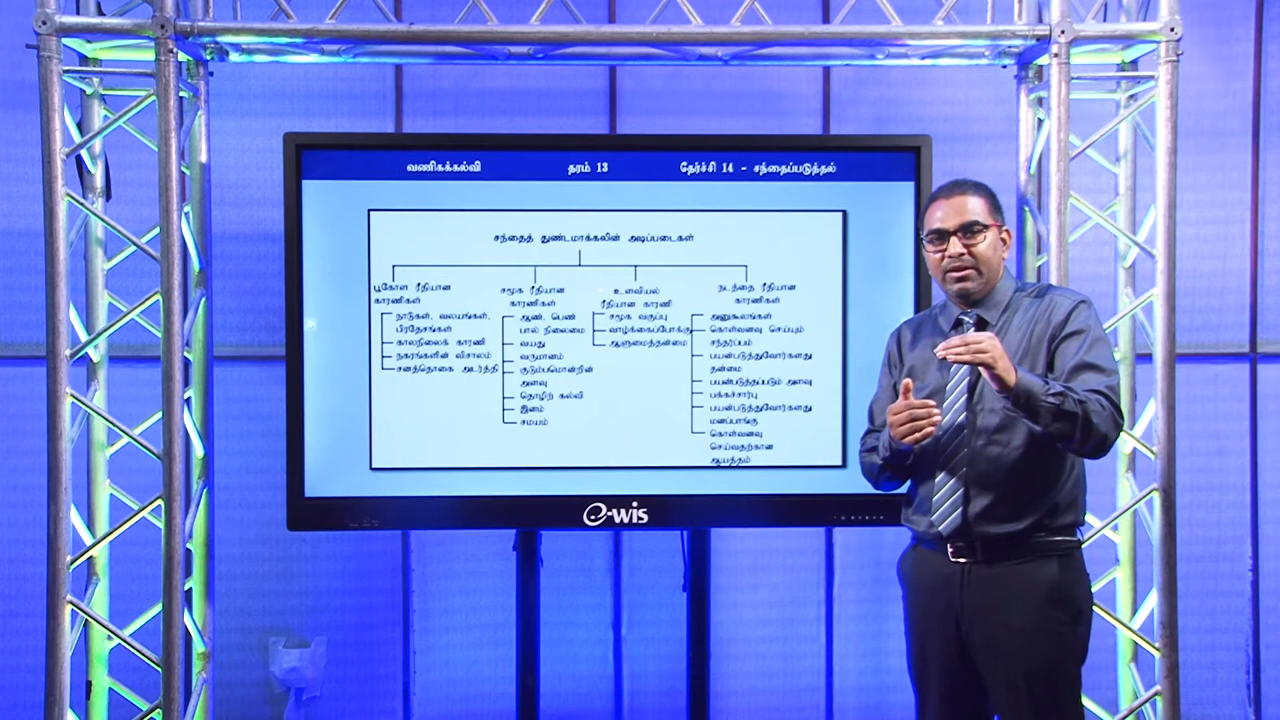 வணிகக்கல்வி தரம் 13 தேர்ச்சி 14 - சந்தைப்படுத்தல்
சந்தைத் துண்டமாக்கலின் அடிப்படைகள்
பூகோள ரீதியான
காரணிகள்
நாடுகள், வலயங்கள்,
பிரதேசங்கள்
காலநிலைக் காரணி
நகரங்களின் விசாலம்
சனத்தொகை அடர்த்தி
சமூக ரீதியான
காரணிகள்
ஆண், பெண்
பால் நிலைமை
வயது
வருமானம்
குடும்பமொன்றின்
அளவு
தொழிற் கல்வி
இனம்
சமயம்
உளவியல்
ரீதியான காரணி
சமூக வகுப்பு
வாழ்க்கைப்போக்கு
ஆளுமைத்தன்மை
நடத்தை ரீதியான
காரணிகள்
அனுகூலங்கள்
கொள்வனவு செய்யும்
சந்தர்ப்பம்
பயன்படுத்துவோர்களது
தன்மை
பயன்படுத்தப்படும் அளவு
பக்கச்சார்பு
பயன்படுத்துவோர்களது
மனப்பாங்கு
கொள்வனவு
செய்வதற்கான
ஆயத்தம்
e-wis